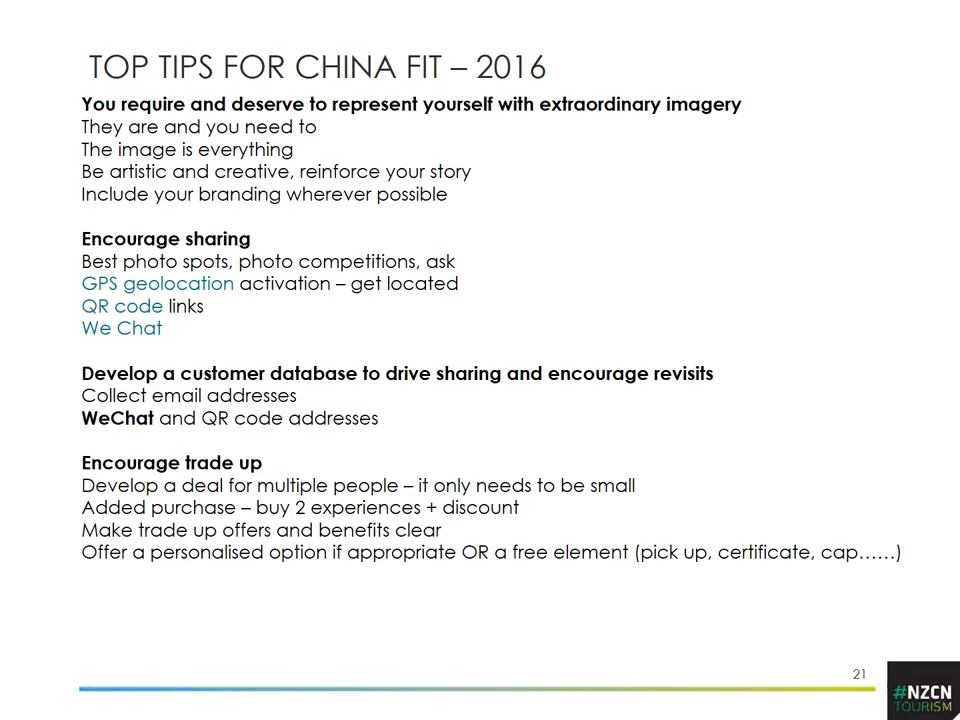 TOP TIPS FOR CHINA FIT – 2016
You require and deserve to represent yourself with extraordinary imagery
They are and you need to
The image is everything
Be artistic and creative, reinforce your story
Include your branding wherever possible
Encourage sharing
Best photo spots, photo competitions, ask
GPS geolocation activation – get located
QR code links
We Chat
Develop a customer database to drive sharing and encourage revisits
Collect email addresses
WeChat and QR code addresses
Encourage trade up
Develop a deal for multiple people – it only needs to be small
Added purchase – buy 2 experiences + discount
Make trade up offers and benefits clear
Offer a personalised option if appropriate OR a free element (pick up, certificate, cap……)
21
#NZCN
TOURISM